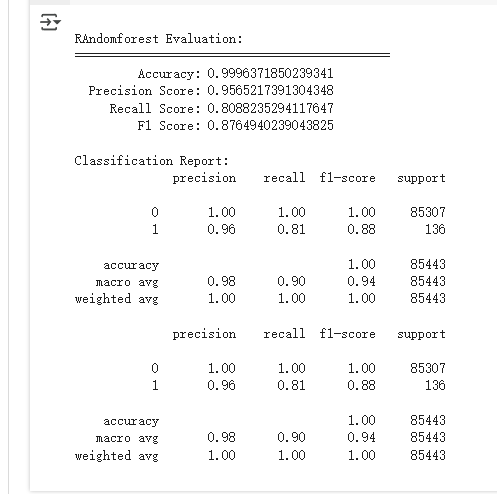 RAndomforest Evaluation:
==============================================
Accuracy: 0.9996371850239341
Precision Score: 0.9565217391304348
Recall Score: 0.8088235294117647
F1 Score: 0.8764940239043825
Classification Report:
precision recall f1-score support
0 1.00 1.00 1.00 85307
1 0.96 0.81 0.88 136
accuracy 1.00 85443
macro avg 0.98 0.90 0.94 85443
weighted avg 1.00 1.00 1.00 85443
precision recall f1-score support
0 1.00 1.00 1.00 85307
1 0.96 0.81 0.88 136
accuracy 1.00 85443
macro avg 0.98 0.90 0.94 85443
weighted avg 1.00 1.00 1.00 85443